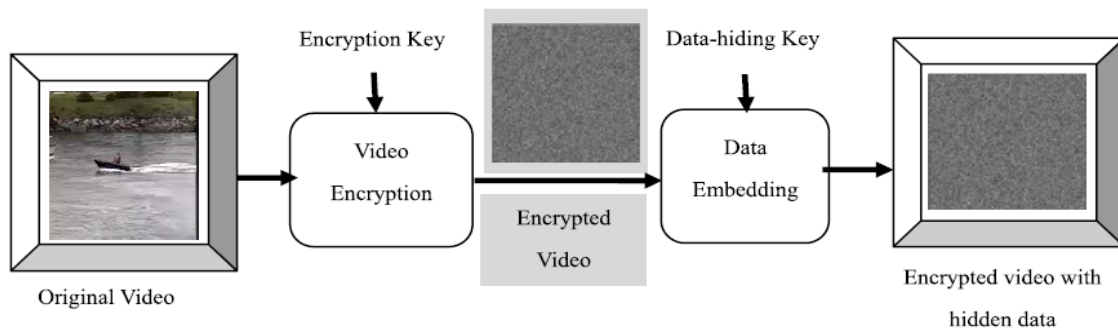 Encryption Key
Data-hiding Key
Video
Encryption
Data
Embedding
Encrypted
Video
Original Video
Encrypted video with
hidden data